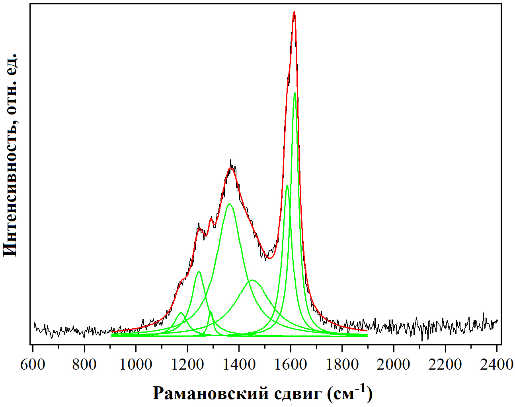 Интенсивность, отн. ед.
600 800 1000 1200 1400 1600 1800 2000 2200 2400
Рамановский сдвиг (см⁻¹)